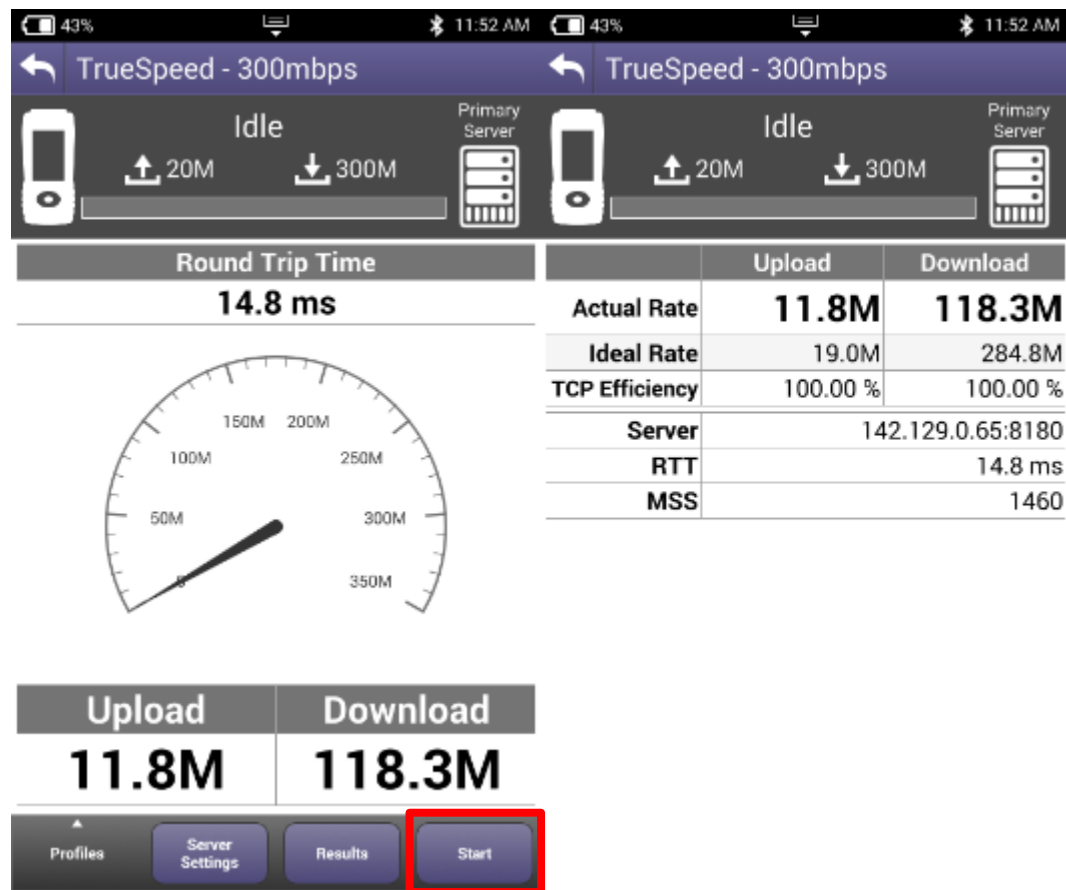 43% 11:52 AM
TrueSpeed - 300mbps
Idle
Primary
Server
20M 300M
Round Trip Time
14.8 ms
150M 200M
100M 250M
50M 300M
0 350M
Upload Download
11.8M 118.3M
Profiles
Server
Settings
Results
Start
43% 11:52 AM
TrueSpeed - 300mbps
Idle
Primary
Server
20M 300M
Upload Download
Actual Rate 11.8M 118.3M
Ideal Rate 19.0M 284.8M
TCP Efficiency 100.00 % 100.00 %
Server 142.129.0.65:8180
RTT 14.8 ms
MSS 1460